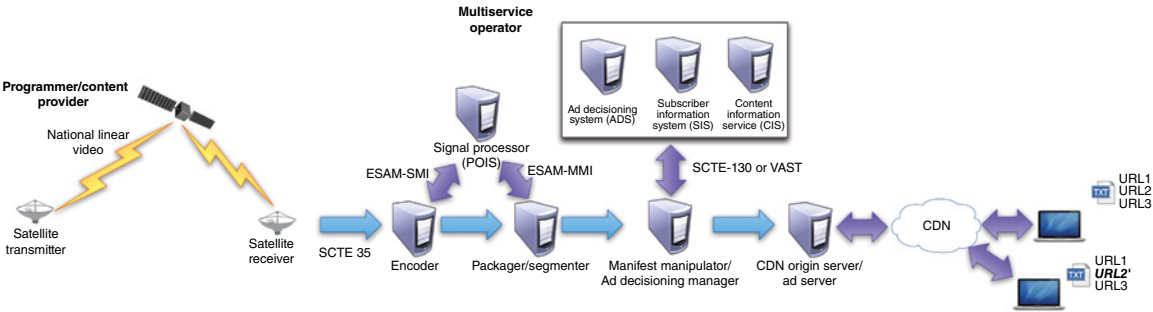 Multiservice
operator
Programmer/content
provider
National linear
video
Satellite
transmitter
Satellite
receiver
SCTE 35
Signal processor
(POIS)
ESAM-SMI
ESAM-MMI
Encoder
Packager/segmenter
Ad decisioning
system (ADS)
Subscriber
information
system (SIS)
Content
information
service (CIS)
SCTE-130 or VAST
Manifest manipulator/
Ad decisioning manager
CDN origin server/
ad server
CDN
TXT
URL1
URL2
URL3
TXT
URL1
URL2'
URL3